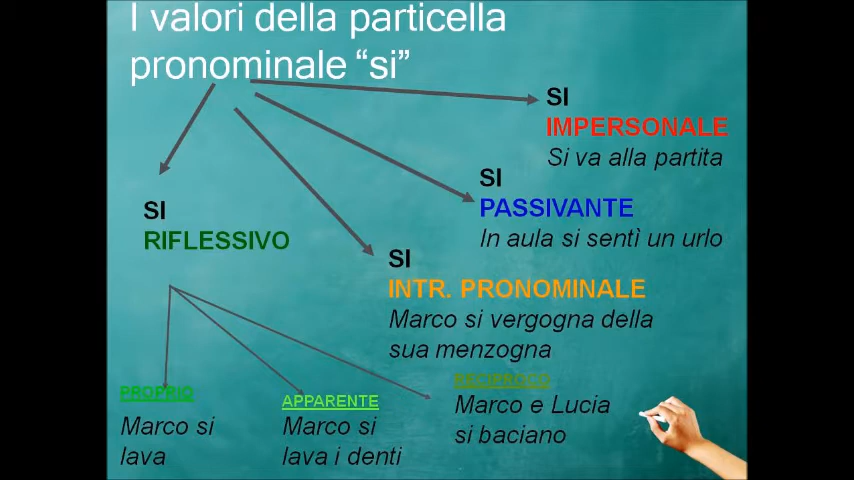 I valori della particella
pronominale “si”
SI
IMPERSONALE
Si va alla partita
SI
PASSIVANTE
In aula si sentì un urlo
SI
RIFLESSIVO
SI
INTR. PRONOMINALE
Marco si vergogna della
sua menzogna
PROPRIO
Marco si
lava
APPARENTE
Marco si
lava i denti
RECIPROCO
Marco e Lucia
si baciano